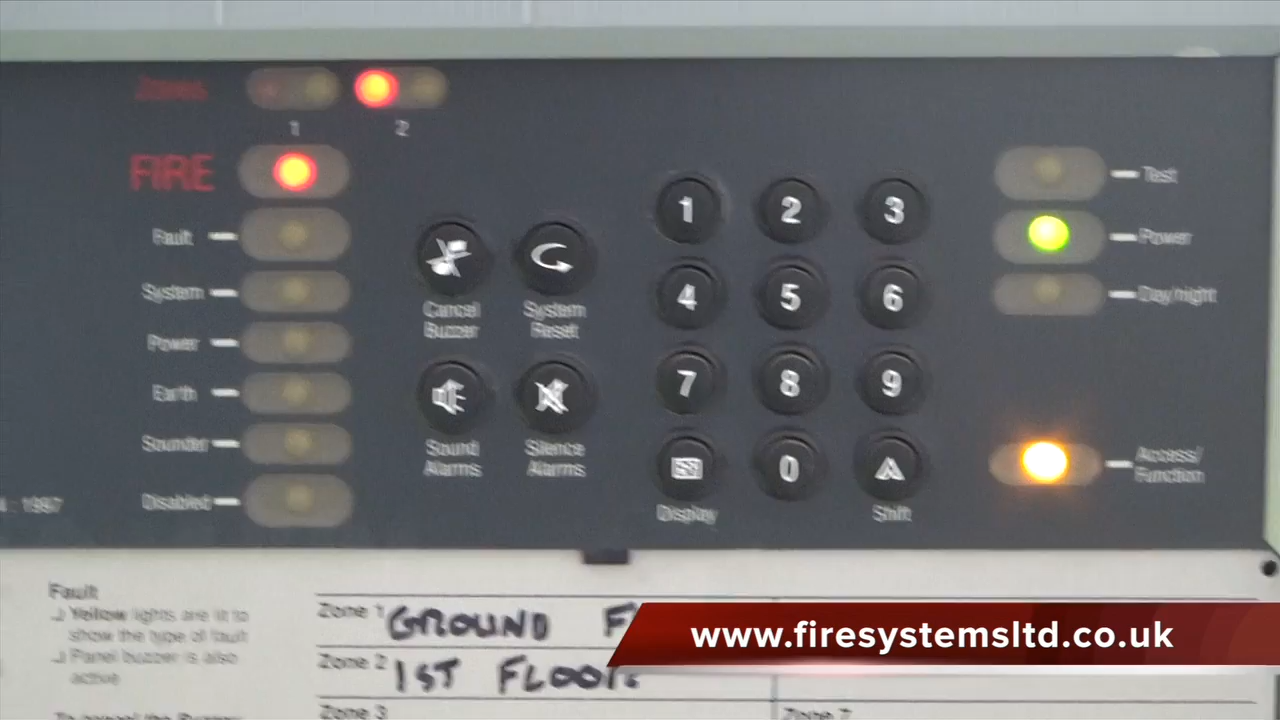 Zones
1
2
FIRE
Fault
System
Power
Earth
Sounder
Disabled
1997
Cancel
Buzzer
System
Reset
Sound
Alarms
Silence
Alarms
1 2 3
4 5 6
7 8 9
0
Display
Shift
Test
Power
Day/night
Access/
Function
Fault
Yellow lights are lit to
show the type of fault
Panel buzzer is also
active
Zone 1 GROUND
Zone 2 1ST FLOOR
Zone 3
Zone 7
www.firesystemsltd.co.uk